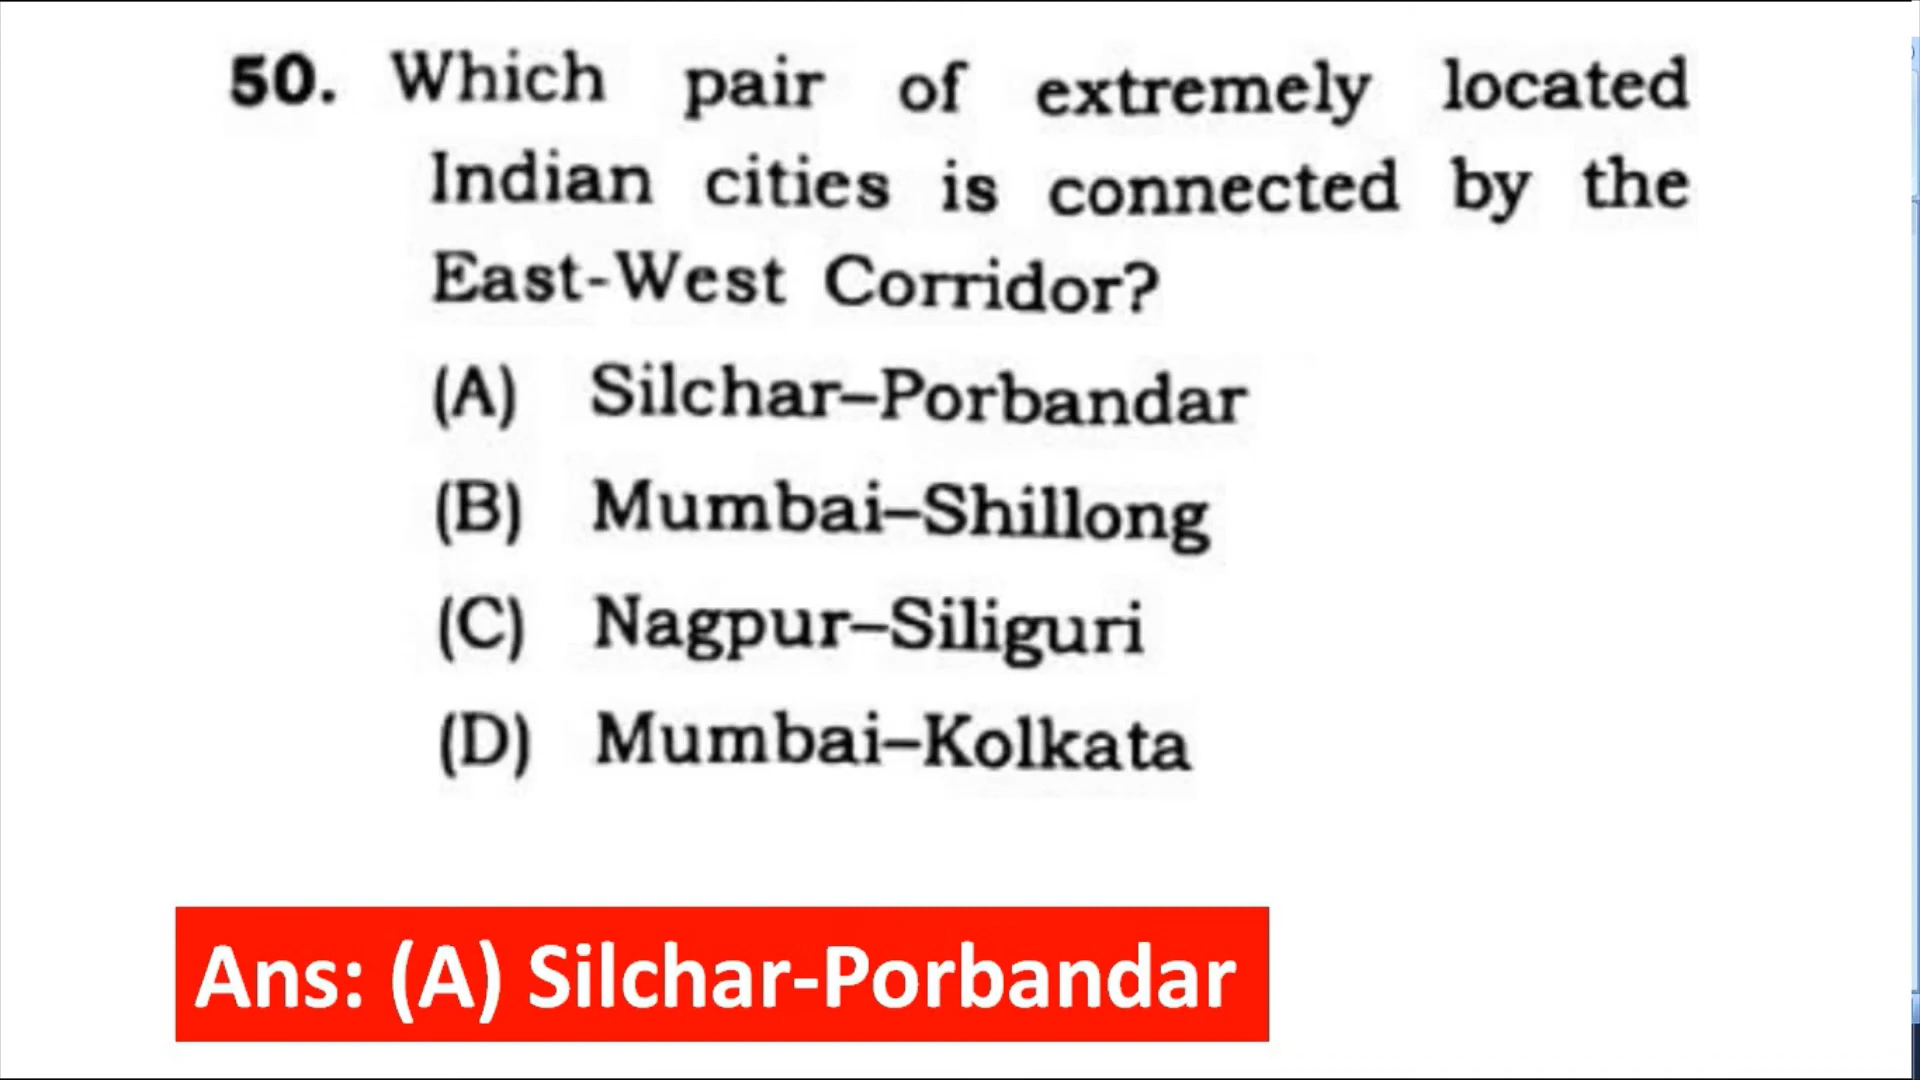 50. Which pair of extremely located
Indian cities is connected by the
East-West Corridor?
(A) Silchar–Porbandar
(B) Mumbai–Shillong
(C) Nagpur–Siliguri
(D) Mumbai–Kolkata
Ans: (A) Silchar-Porbandar